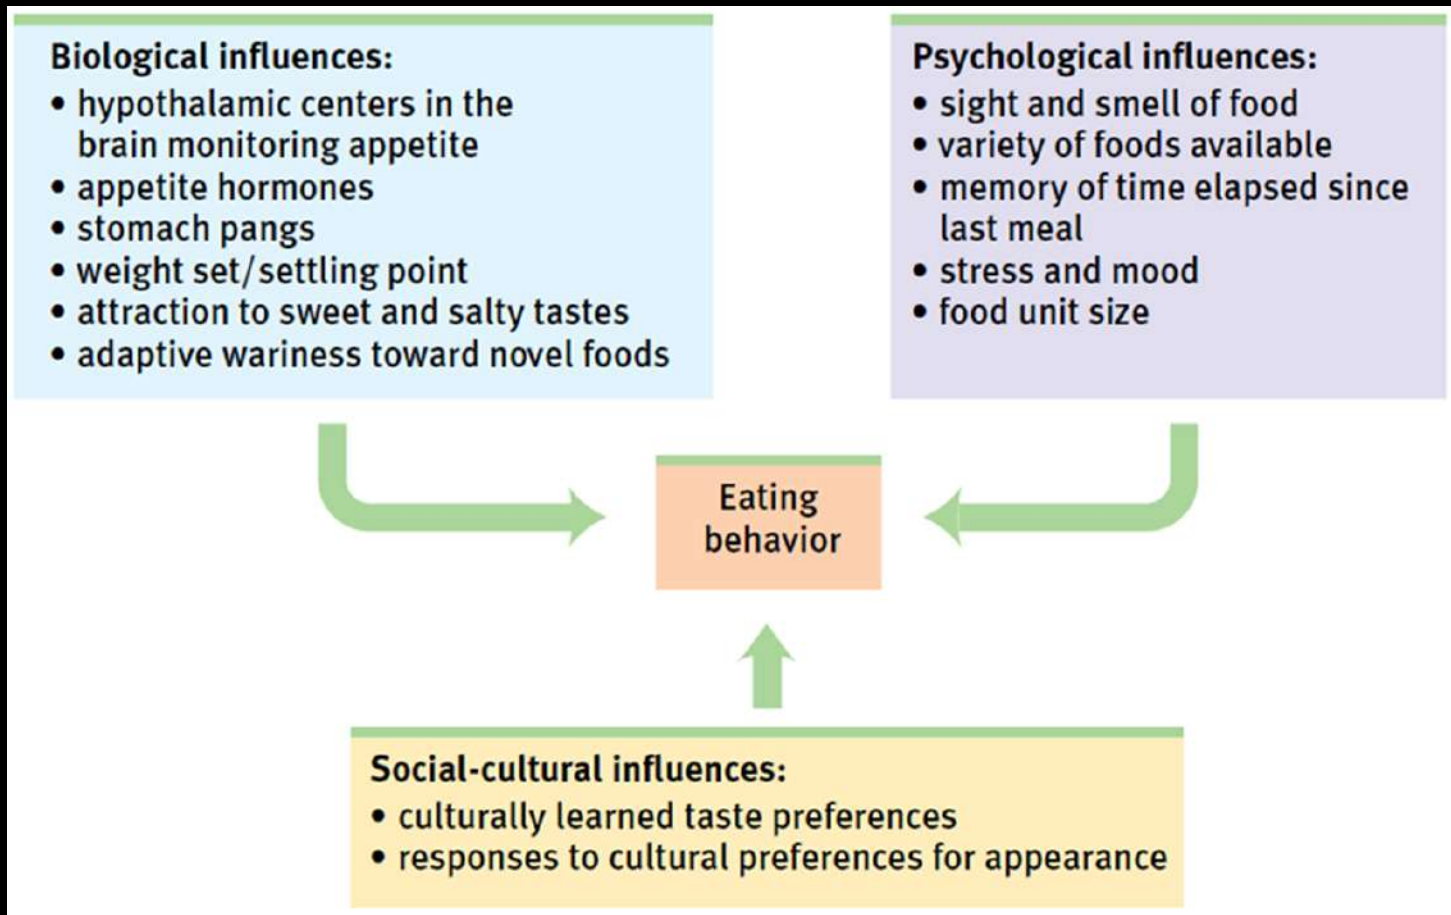 Biological influences:
• hypothalamic centers in the
brain monitoring appetite
• appetite hormones
• stomach pangs
• weight set/settling point
• attraction to sweet and salty tastes
• adaptive wariness toward novel foods
Psychological influences:
• sight and smell of food
• variety of foods available
• memory of time elapsed since
last meal
• stress and mood
• food unit size
Eating
behavior
Social-cultural influences:
• culturally learned taste preferences
• responses to cultural preferences for appearance